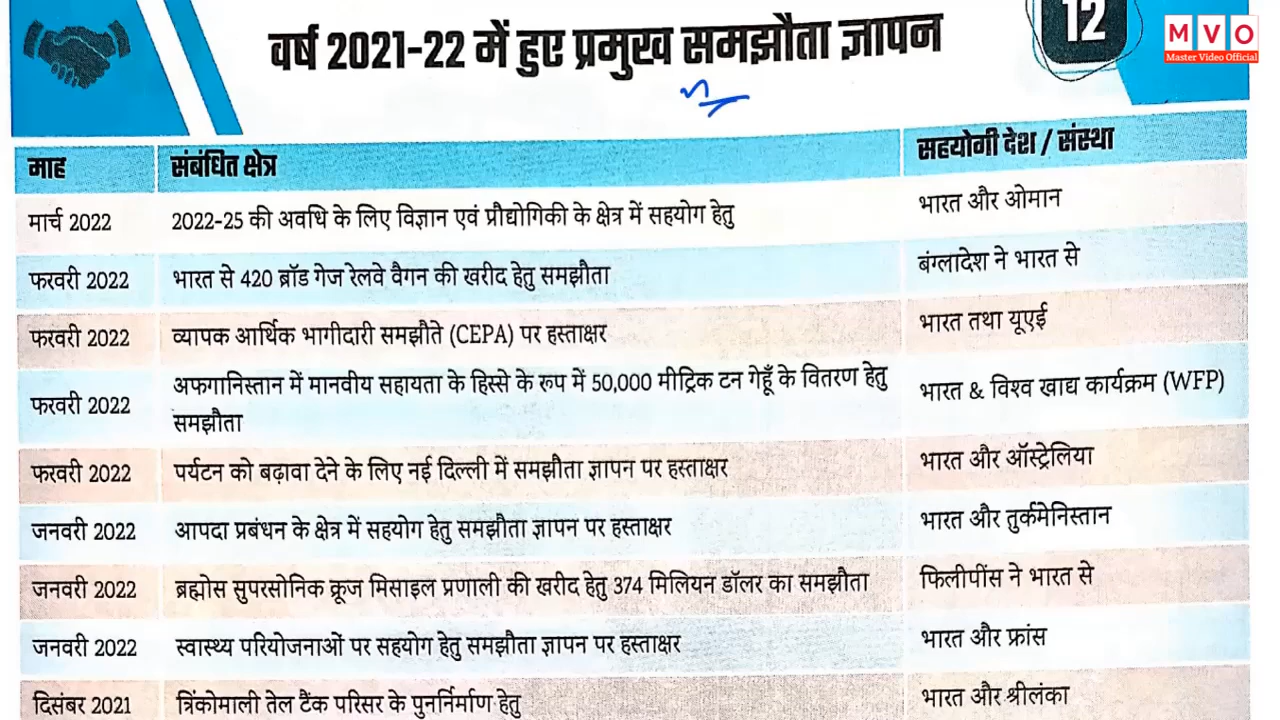 वर्ष 2021-22 में हुए प्रमुख समझौता ज्ञापन
12
MVO
Master Video Official
माह संबंधित क्षेत्र सहयोगी देश / संस्था
मार्च 2022 2022-25 की अवधि के लिए विज्ञान एवं प्रौद्योगिकी के क्षेत्र में सहयोग हेतु भारत और ओमान
फरवरी 2022 भारत से 420 ब्रॉड गेज रेलवे वैगन की खरीद हेतु समझौता बंग्लादेश ने भारत से
फरवरी 2022 व्यापक आर्थिक भागीदारी समझौते (CEPA) पर हस्ताक्षर भारत तथा यूएई
फरवरी 2022 अफगानिस्तान में मानवीय सहायता के हिस्से के रूप में 50,000 मीट्रिक टन गेहूँ के वितरण हेतु भारत & विश्व खाद्य कार्यक्रम (WFP)
समझौता
फरवरी 2022 पर्यटन को बढ़ावा देने के लिए नई दिल्ली में समझौता ज्ञापन पर हस्ताक्षर भारत और ऑस्ट्रेलिया
जनवरी 2022 आपदा प्रबंधन के क्षेत्र में सहयोग हेतु समझौता ज्ञापन पर हस्ताक्षर भारत और तुर्कमेनिस्तान
जनवरी 2022 ब्रह्मोस सुपरसोनिक क्रूज मिसाइल प्रणाली की खरीद हेतु 374 मिलियन डॉलर का समझौता फिलीपींस ने भारत से
जनवरी 2022 स्वास्थ्य परियोजनाओं पर सहयोग हेतु समझौता ज्ञापन पर हस्ताक्षर भारत और फ्रांस
दिसंबर 2021 त्रिंकोमाली तेल टैंक परिसर के पुनर्निर्माण हेतु भारत और श्रीलंका